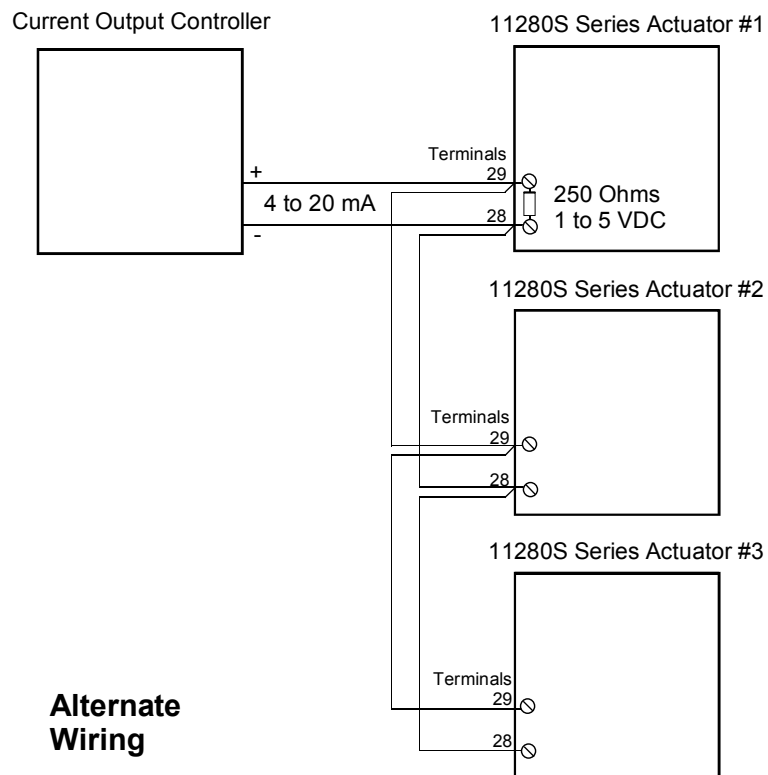 Current Output Controller
11280S Series Actuator #1
Terminals
29
+
4 to 20 mA
250 Ohms
28
1 to 5 VDC
-
11280S Series Actuator #2
Terminals
29
28
11280S Series Actuator #3
Terminals
29
28
Alternate
Wiring